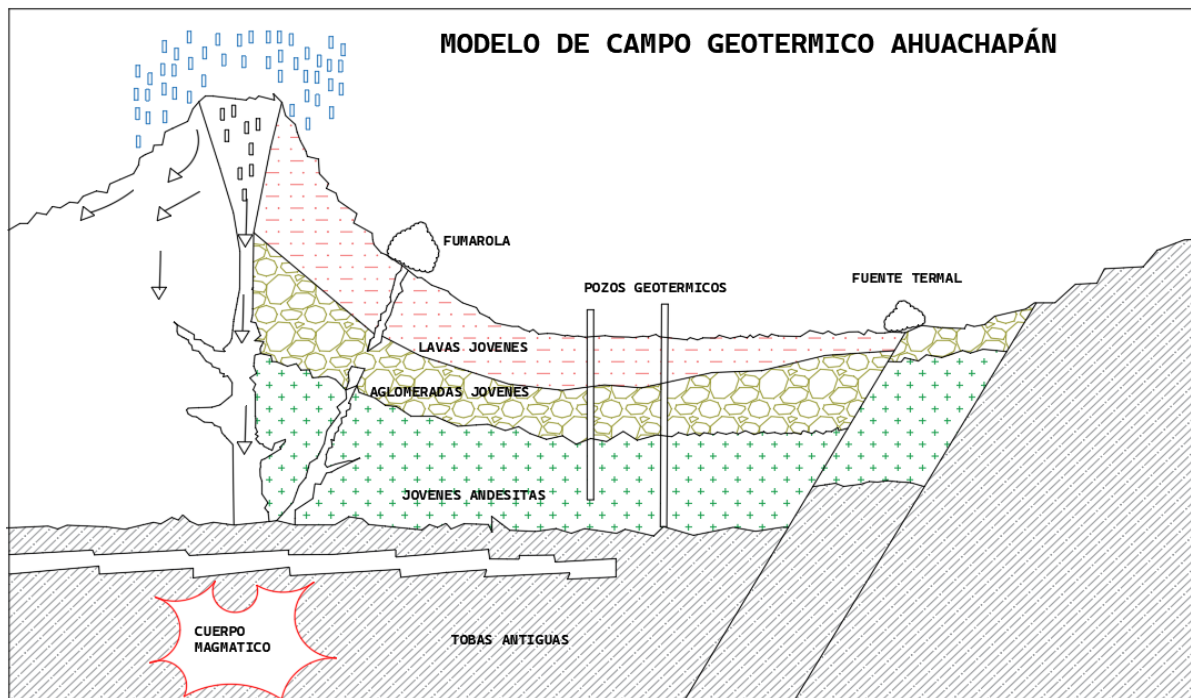 MODELO DE CAMPO GEOTERMICO AHUACHAPÁN
FUMAROLA
FUENTE TERMAL
POZOS GEOTERMICOS
LAVAS JOVENES
AGLOMERADAS JOVENES
JOVENES ANDESITAS
CUERPO
MAGMATICO
TOBAS ANTIGUAS